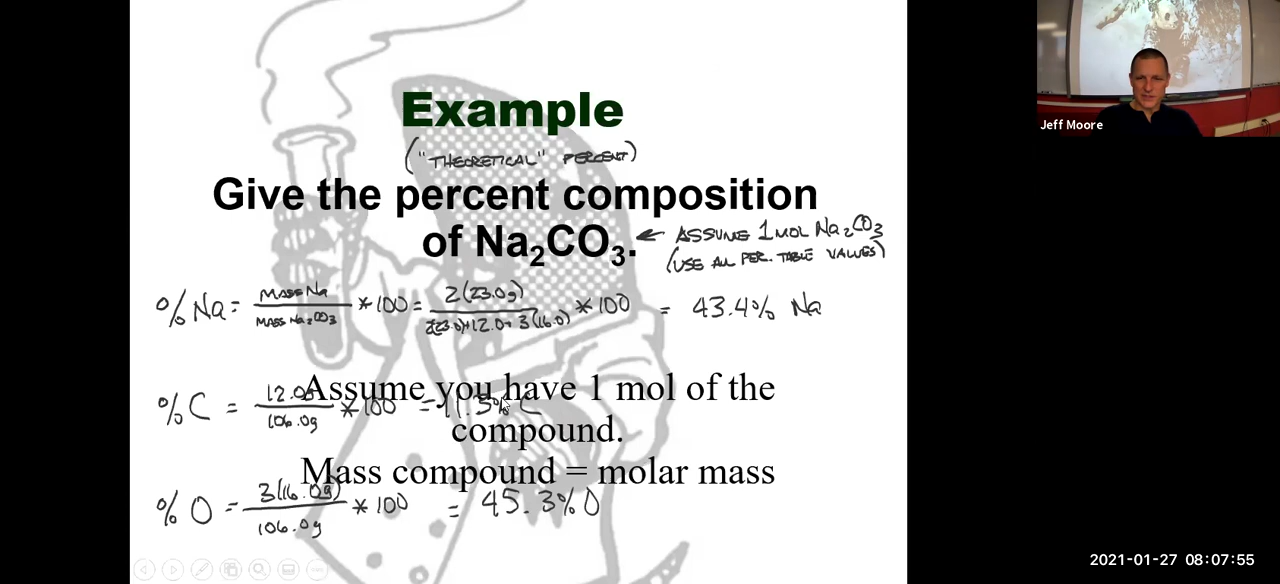 Example
("THEORETICAL" PERCENT)
Give the percent composition
of Na₂CO₃. ← ASSUME 1 MOL Na₂CO₃
(USE ALL PER. TABLE VALUES)
%Na = MASS Na / MASS Na₂CO₃ * 100 = 2(23.0g) / 2(23.0)+12.0+3(16.0) * 100 = 43.4% Na
Assume you have 1 mol of the
%C = 12.0g / 106.0g * 100 = 11.3% C
compound.
Mass compound = molar mass
%O = 3(16.0g) / 106.0g * 100 = 45.3% O
Jeff Moore
2021-01-27 08:07:55